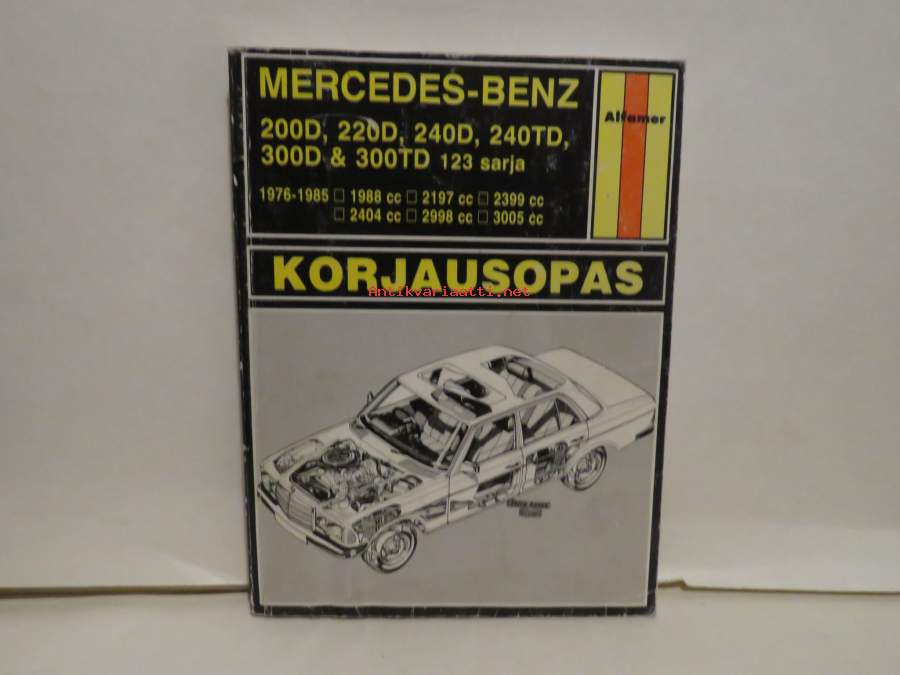 MERCEDES-BENZ
200D, 220D, 240D, 240TD,
300D & 300TD 123 sarja
1976-1985 □ 1988 cc □ 2197 cc □ 2399 cc
□ 2404 cc □ 2998 cc □ 3005 cc
Alfamer
KORJAUSOPAS
Antikvariaatti.net